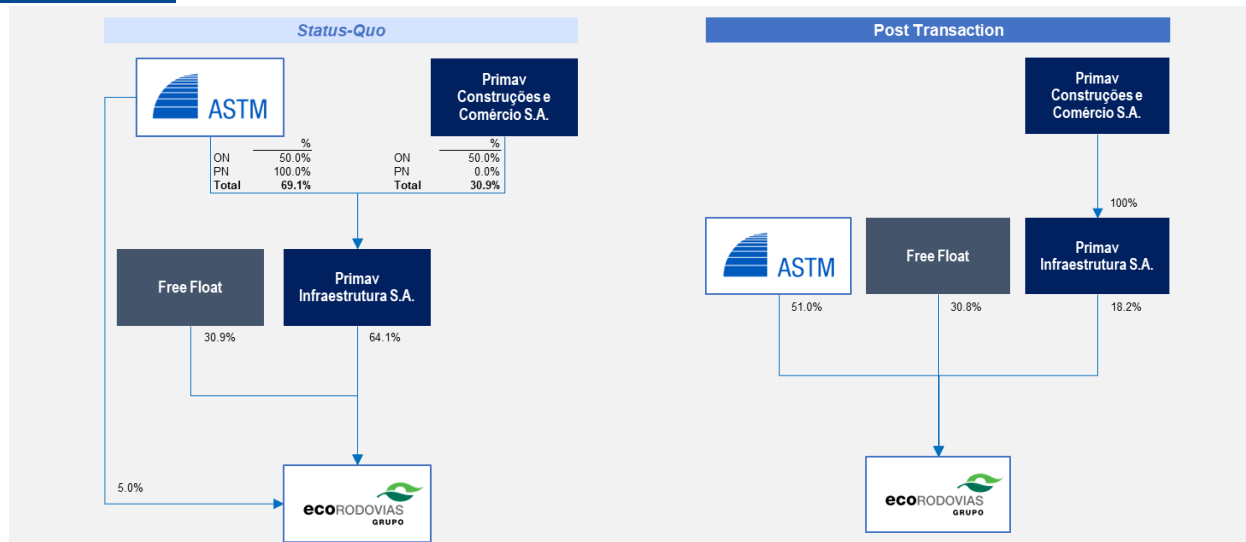 Status-Quo
ASTM
Primav
Construções e
Comércio S.A.
%
ON 50.0%
PN 100.0%
Total 69.1%
%
ON 50.0%
PN 0.0%
Total 30.9%
Free Float
Primav
Infraestrutura S.A.
30.9%
64.1%
5.0%
ecoRODOVIAS
GRUPO
Post Transaction
Primav
Construções e
Comércio S.A.
100%
ASTM
Free Float
Primav
Infraestrutura S.A.
51.0%
30.8%
18.2%
ecoRODOVIAS
GRUPO